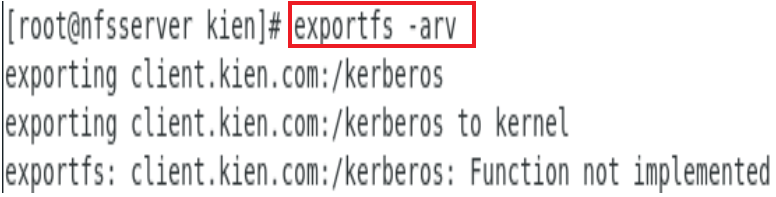 [root@nfsserver kien]# exportfs -arv
exporting client.kien.com:/kerberos
exporting client.kien.com:/kerberos to kernel
exportfs: client.kien.com:/kerberos: Function not implemented